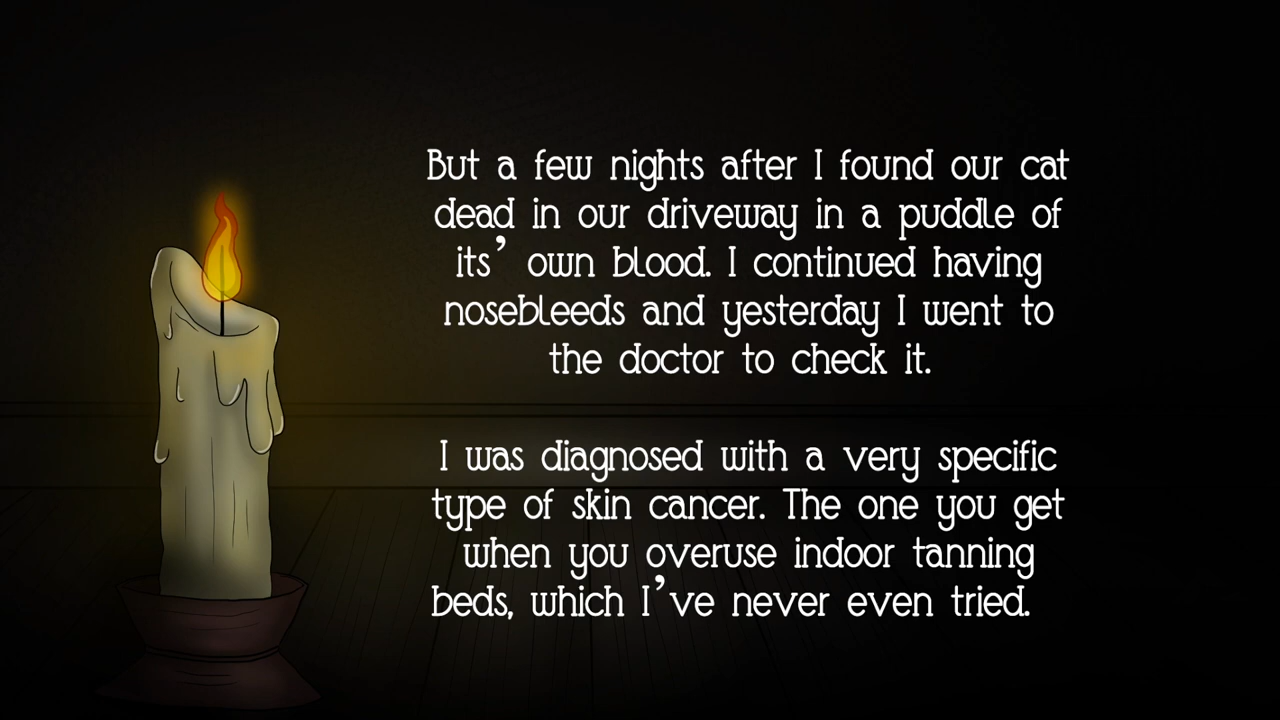 But a few nights after I found our cat
dead in our driveway in a puddle of
its’ own blood. I continued having
nosebleeds and yesterday I went to
the doctor to check it.
I was diagnosed with a very specific
type of skin cancer. The one you get
when you overuse indoor tanning
beds, which I’ve never even tried.